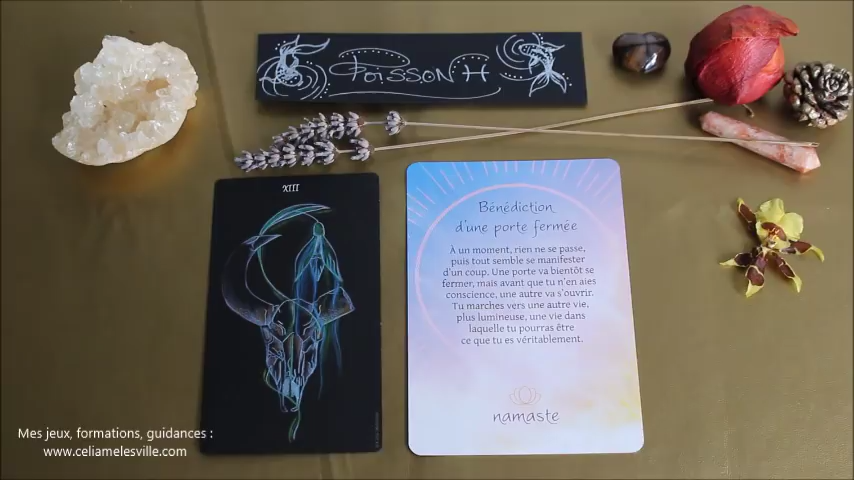 POISSON H
XIII
Bénédiction
d'une porte fermée
À un moment, rien ne se passe,
puis tout semble se manifester
d'un coup. Une porte va bientôt se
fermer, mais avant que tu n'en aies
conscience, une autre va s'ouvrir.
Tu marches vers une autre vie,
plus lumineuse, une vie dans
laquelle tu pourras être
ce que tu es véritablement.
namaste
Mes jeux, formations, guidances :
www.celiamelesville.com